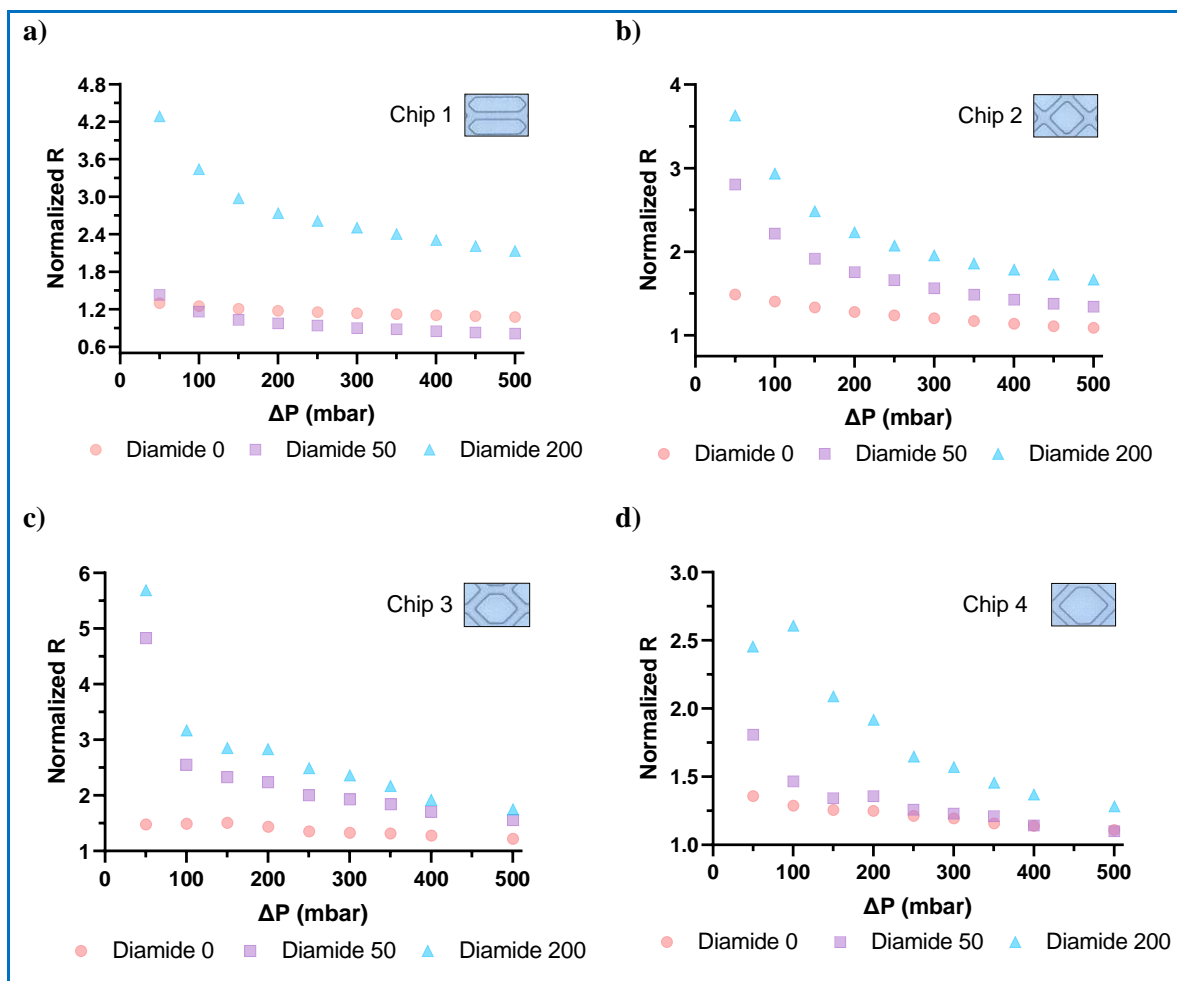 a)
4.8
4.2
3.6
3.0
2.4
1.8
1.2
0.6
Normalized R
Chip 1
0 100 200 300 400 500
ΔP (mbar)
Diamide 0 Diamide 50 Diamide 200
b)
4
3
2
1
Normalized R
Chip 2
0 100 200 300 400 500
ΔP (mbar)
Diamide 0 Diamide 50 Diamide 200
c)
6
5
4
3
2
1
Normalized R
Chip 3
0 100 200 300 400 500
ΔP (mbar)
Diamide 0 Diamide 50 Diamide 200
d)
3.0
2.5
2.0
1.5
1.0
Normalized R
Chip 4
0 100 200 300 400 500
ΔP (mbar)
Diamide 0 Diamide 50 Diamide 200